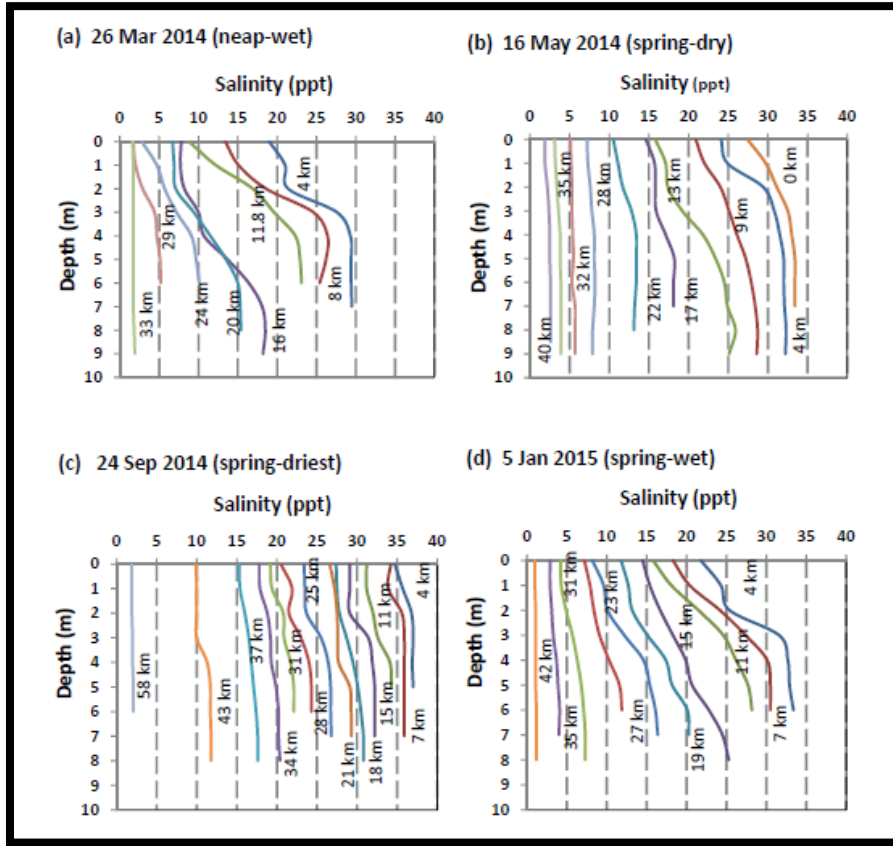 (a) 26 Mar 2014 (neap-wet)
Salinity (ppt)
0 5 10 15 20 25 30 35 40
Depth (m)
0
1
2
3
4
5
6
7
8
9
10
33 km
29 km
24 km
20 km
16 km
11.8 km
8 km
4 km
(b) 16 May 2014 (spring-dry)
Salinity (ppt)
0 5 10 15 20 25 30 35 40
Depth (m)
0
1
2
3
4
5
6
7
8
9
10
40 km
35 km
32 km
28 km
22 km
17 km
13 km
9 km
4 km
0 km
(c) 24 Sep 2014 (spring-driest)
Salinity (ppt)
0 5 10 15 20 25 30 35 40
Depth (m)
0
1
2
3
4
5
6
7
8
9
10
58 km
43 km
37 km
34 km
31 km
28 km
25 km
21 km
18 km
15 km
11 km
7 km
4 km
(d) 5 Jan 2015 (spring-wet)
Salinity (ppt)
0 5 10 15 20 25 30 35 40
Depth (m)
0
1
2
3
4
5
6
7
8
9
10
42 km
35 km
31 km
27 km
23 km
19 km
15 km
11 km
7 km
4 km